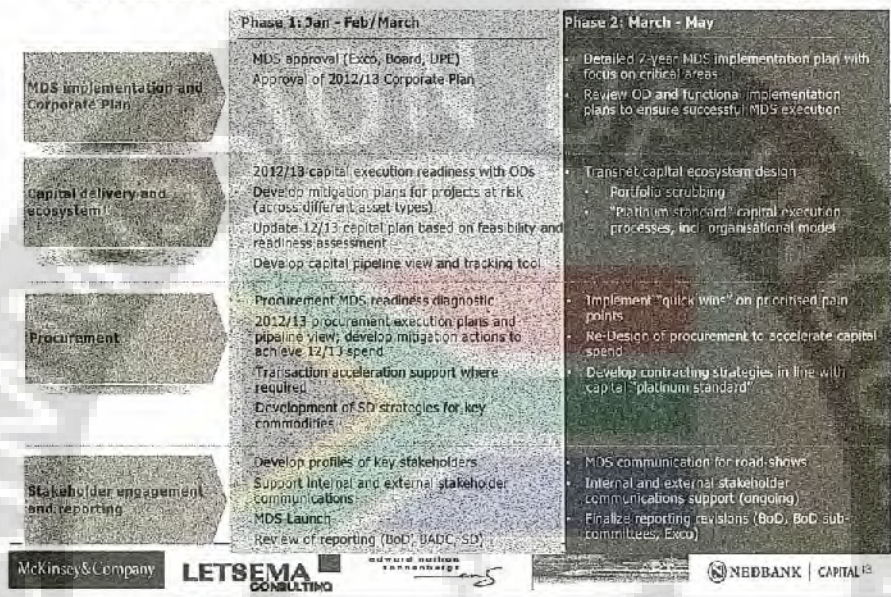 Phase 1: Jan - Feb/March
Phase 2: March - May
MDS implementation and
Corporate Plan
MDS approval (Exco, Board, DPE)
Approval of 2012/13 Corporate Plan
• Detailed 7-year MDS implementation plan with
focus on critical areas
• Review OD and functional implementation
plans to ensure successful MDS execution
Capital delivery and
ecosystem
2012/13 capital execution readiness with ODs
Develop mitigation plans for projects at risk
(across different asset types)
Update 12/13 capital plan based on feasibility and
readiness assessment
Develop capital pipeline view and tracking tool
• Transnet capital ecosystem design
• Portfolio scrubbing
• "Platinum standard" capital execution
processes, incl. organisational model
Procurement
Procurement MDS readiness diagnostic
2012/13 procurement execution plans and
pipeline view; develop mitigation actions to
achieve 12/13 spend
Transaction acceleration support where
required
Development of SD strategies for key
commodities
• Implement "quick wins" on prioritised pain
points
• Re-Design of procurement to accelerate capital
spend
• Develop contracting strategies in line with
capital "platinum standard"
Stakeholder engagement
and reporting
Develop profiles of key stakeholders
Support internal and external stakeholder
communications
MDS Launch
Review of reporting (BoD, BADC, SD)
• MDS communication for road-shows
• Internal and external stakeholder
communications support (ongoing)
• Finalize reporting revisions (BoD, BoD sub-
committees, Exco)
McKinsey&Company
LETSEMA
CONSULTING
edward nathan
sonnenbergs
NEDBANK | CAPITAL 13